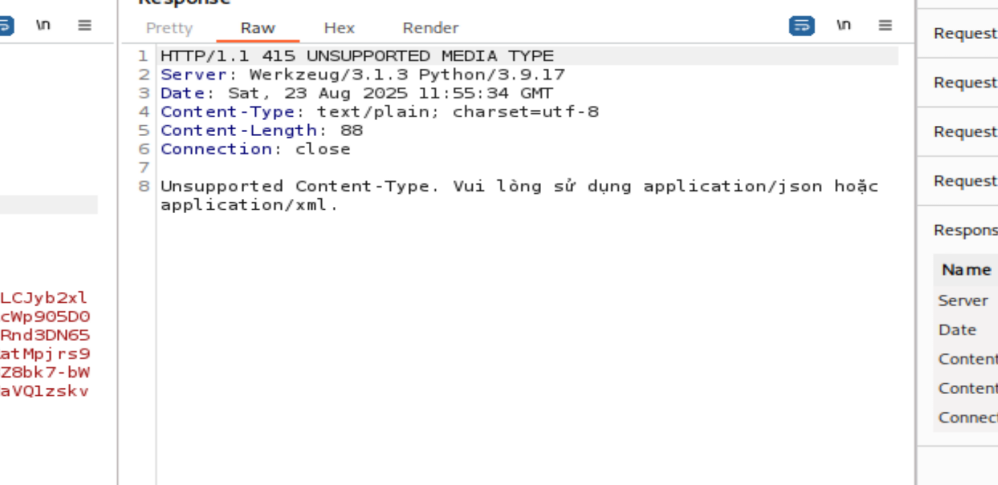 Response
\n
Pretty
Raw
Hex
Render
\n
1 HTTP/1.1 415 UNSUPPORTED MEDIA TYPE
2 Server: Werkzeug/3.1.3 Python/3.9.17
3 Date: Sat, 23 Aug 2025 11:55:34 GMT
4 Content-Type: text/plain; charset=utf-8
5 Content-Length: 88
6 Connection: close
7
8 Unsupported Content-Type. Vui lòng sử dụng application/json hoặc
application/xml.
LCJyb2xl
cWp905D0
Rnd3DN65
atMpjrs9
Z8bk7-bW
aVQ1zskv
Request
Request
Request
Request
Respons
Name
Server
Date
Content
Content
Connect